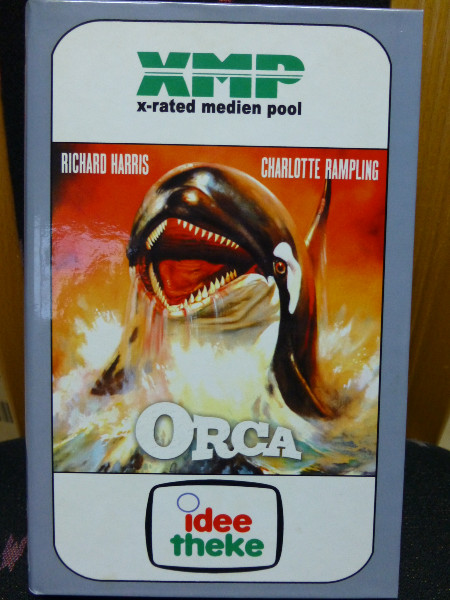 XMP
x-rated medien pool
RICHARD HARRIS CHARLOTTE RAMPLING
ORCA
idee
theke